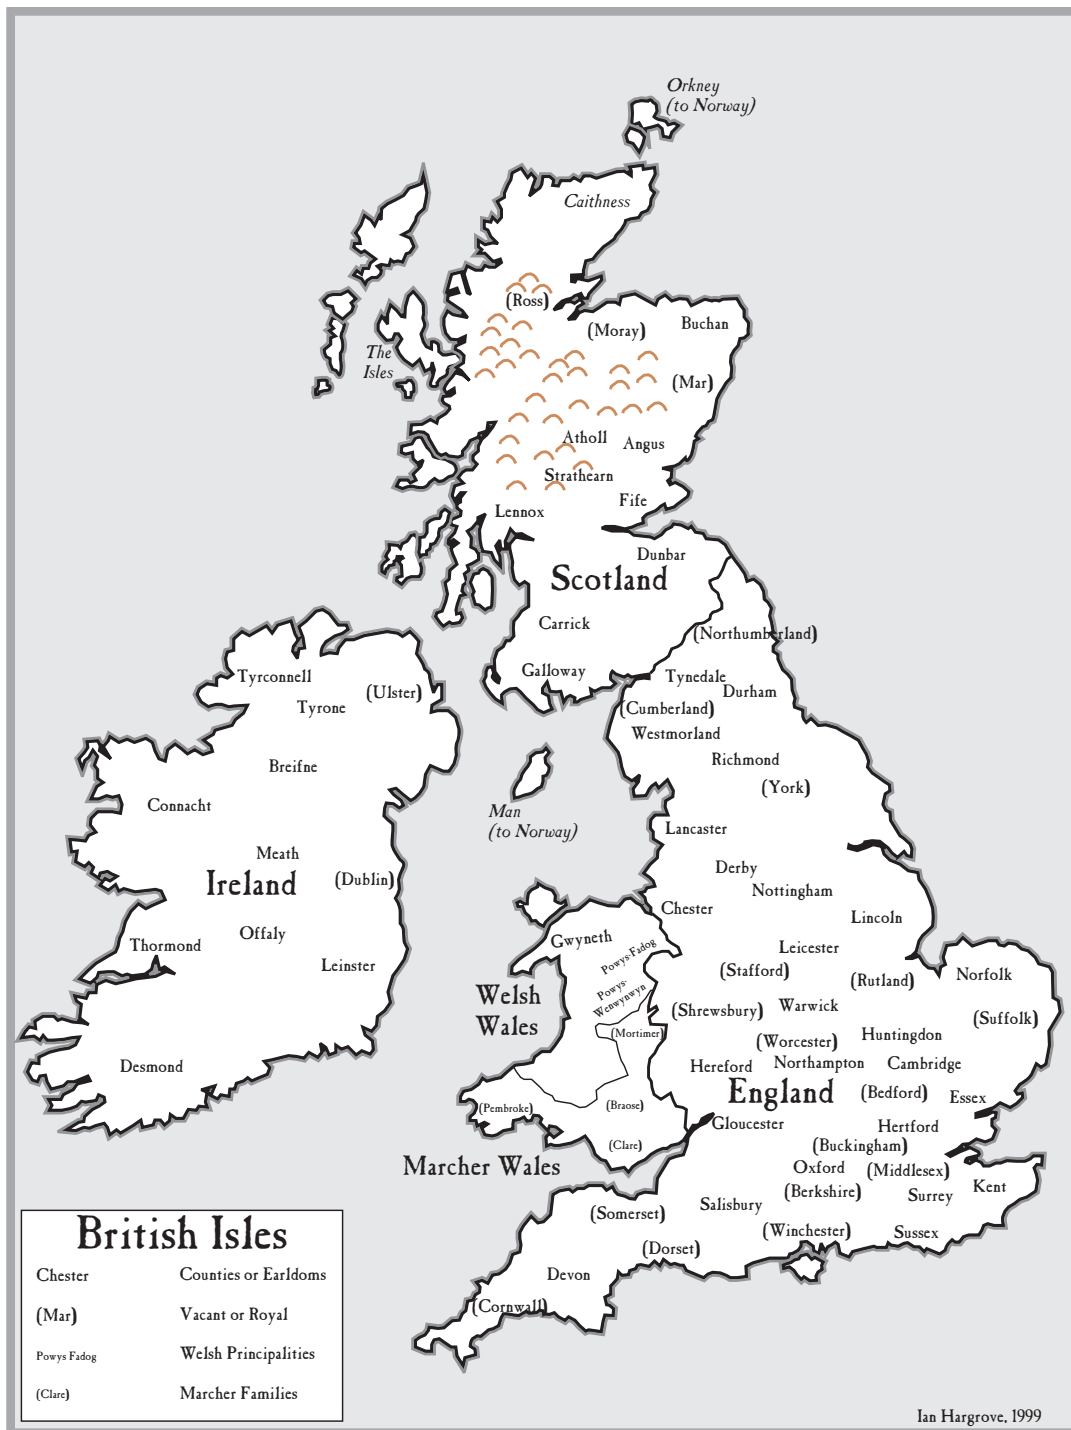 Orkney
(to Norway)
Caithness
(Ross)
(Moray)
Buchan
The
Isles
(Mar)
Atholl
Angus
Strathearn
Fife
Lennox
Dunbar
Scotland
Carrick
(Northumberland)
Galloway
Tynedale
Durham
Tyrconnell
(Ulster)
Tyrone
(Cumberland)
Westmorland
Richmond
Breifne
(York)
Connacht
Man
(to Norway)
Lancaster
Meath
Ireland
(Dublin)
Derby
Nottingham
Chester
Lincoln
Thormond
Offaly
Gwyneth
Powys-Fadog
Leicester
Leinster
(Stafford)
(Rutland)
Norfolk
Welsh
Wales
Powys-
Wenwynwyn
(Shrewsbury)
Warwick
(Suffolk)
(Mortimer)
(Worcester)
Huntingdon
Desmond
Hereford
Northampton
Cambridge
England
(Bedford)
Essex
(Pembroke)
(Braose)
Gloucester
Hertford
(Clare)
(Buckingham)
Marcher Wales
Oxford
(Middlesex)
Kent
(Berkshire)
Surrey
Salisbury
(Somerset)
(Winchester)
Sussex
(Dorset)
Devon
(Cornwall)
British Isles
Chester Counties or Earldoms
(Mar) Vacant or Royal
Powys Fadog Welsh Principalities
(Clare) Marcher Families
Ian Hargrove, 1999